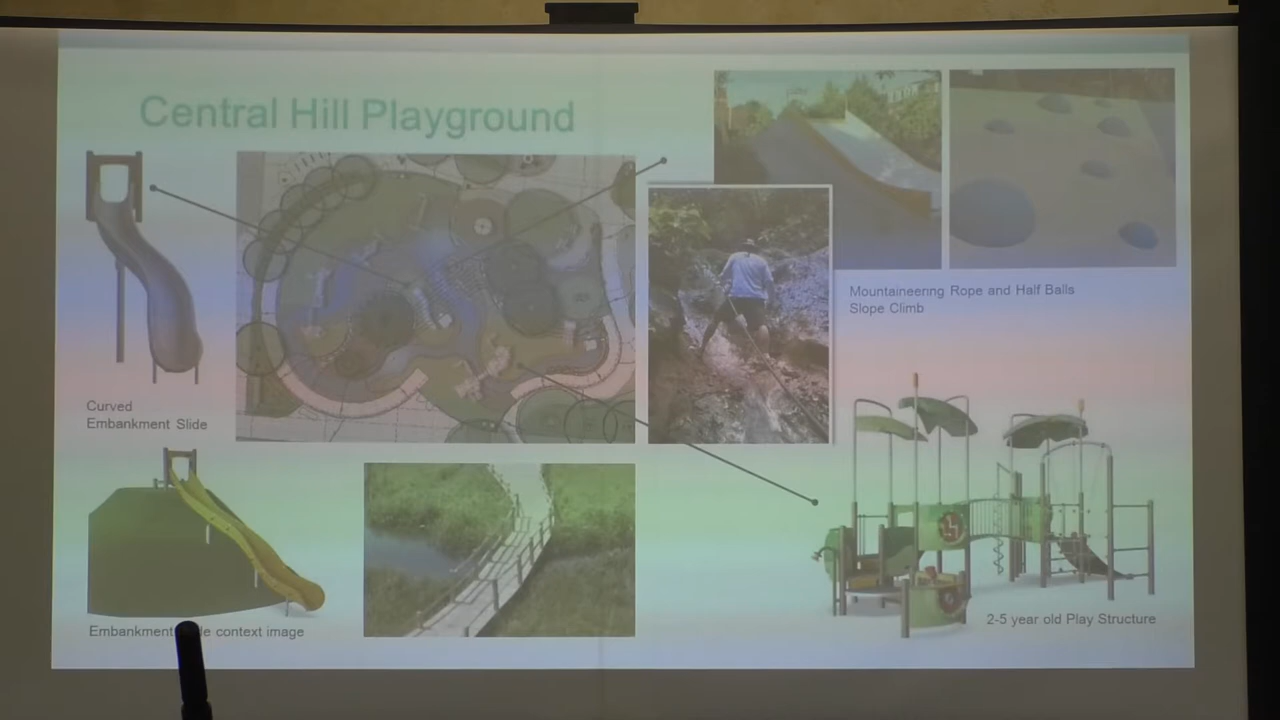 Central Hill Playground
Mountaineering Rope and Half Balls
Slope Climb
Curved
Embankment Slide
Embankment context image
2-5 year old Play Structure